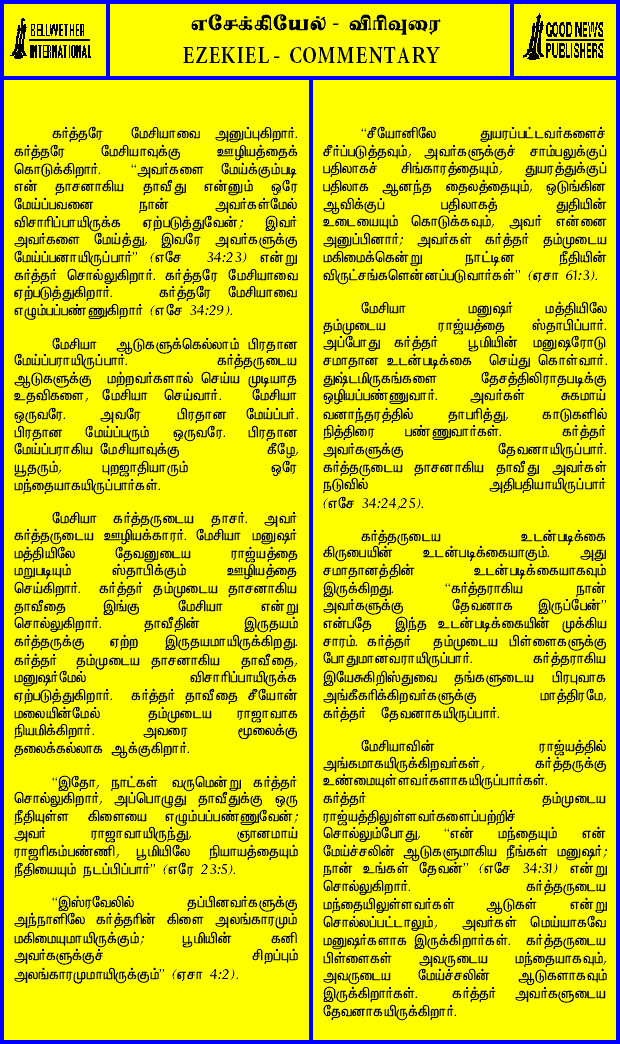 BELLWETHER
INTERNATIONAL
எசேக்கியேல் - விரிவுரை
EZEKIEL - COMMENTARY
GOOD NEWS
PUBLISHERS
கர்த்தரே மேசியாவை அனுப்புகிறார்.
கர்த்தரே மேசியாவுக்கு ஊழியத்தைக்
கொடுக்கிறார். “அவர்களை மேய்க்கும்படி
என் தாசனாகிய தாவீது என்னும் ஒரே
மேய்ப்பவனை நான் அவர்கள்மேல்
விசாரிப்பாயிருக்க ஏற்படுத்துவேன்; இவர்
அவர்களை மேய்த்து, இவரே அவர்களுக்கு
மேய்ப்பனாயிருப்பார்” (எசே 34:23) என்று
கர்த்தர் சொல்லுகிறார். கர்த்தரே மேசியாவை
ஏற்படுத்துகிறார். கர்த்தரே மேசியாவை
எழும்பப்பண்ணுகிறார் (எசே 34:29).
மேசியா ஆடுகளுக்கெல்லாம் பிரதான
மேய்ப்பராயிருப்பார். கர்த்தருடைய
ஆடுகளுக்கு மற்றவர்களால் செய்ய முடியாத
உதவிகளை, மேசியா செய்வார். மேசியா
ஒருவரே. அவரே பிரதான மேய்ப்பர்.
பிரதான மேய்ப்பரும் ஒருவரே. பிரதான
மேய்ப்பராகிய மேசியாவுக்கு கீழே,
யூதரும், புறஜாதியாரும் ஒரே
மந்தையாகயிருப்பார்கள்.
மேசியா கர்த்தருடைய தாசர். அவர்
கர்த்தருடைய ஊழியக்காரர். மேசியா மனுஷர்
மத்தியிலே தேவனுடைய ராஜ்யத்தை
மறுபடியும் ஸ்தாபிக்கும் ஊழியத்தை
செய்கிறார். கர்த்தர் தம்முடைய தாசனாகிய
தாவீதை இங்கு மேசியா என்று
சொல்லுகிறார். தாவீதின் இருதயம்
கர்த்தருக்கு ஏற்ற இருதயமாயிருக்கிறது.
கர்த்தர் தம்முடைய தாசனாகிய தாவீதை,
மனுஷர்மேல் விசாரிப்பாயிருக்க
ஏற்படுத்துகிறார். கர்த்தர் தாவீதை சீயோன்
மலையின்மேல் தம்முடைய ராஜாவாக
நியமிக்கிறார். அவரை மூலைக்கு
தலைக்கல்லாக ஆக்குகிறார்.
“இதோ, நாட்கள் வருமென்று கர்த்தர்
சொல்லுகிறார், அப்பொழுது தாவீதுக்கு ஒரு
நீதியுள்ள கிளையை எழும்பப்பண்ணுவேன்;
அவர் ராஜாவாயிருந்து, ஞானமாய்
ராஜரிகம்பண்ணி, பூமியிலே நியாயத்தையும்
நீதியையும் நடப்பிப்பார்” (எரே 23:5).
“இஸ்ரவேலில் தப்பினவர்களுக்கு
அந்நாளிலே கர்த்தரின் கிளை அலங்காரமும்
மகிமையுமாயிருக்கும்; பூமியின் கனி
அவர்களுக்குச் சிறப்பும்
அலங்காரமுமாயிருக்கும்” (ஏசா 4:2).
“சீயோனிலே துயரப்பட்டவர்களைச்
சீர்ப்படுத்தவும், அவர்களுக்குச் சாம்பலுக்குப்
பதிலாகச் சிங்காரத்தையும், துயரத்துக்குப்
பதிலாக ஆனந்த தைலத்தையும், ஒடுங்கின
ஆவிக்குப் பதிலாகத் துதியின்
உடையையும் கொடுக்கவும், அவர் என்னை
அனுப்பினார்; அவர்கள் கர்த்தர் தம்முடைய
மகிமைக்கென்று நாட்டின நீதியின்
விருட்சங்களென்னப்படுவார்கள்” (ஏசா 61:3).
மேசியா மனுஷர் மத்தியிலே
தம்முடைய ராஜ்யத்தை ஸ்தாபிப்பார்.
அப்போது கர்த்தர் பூமியின் மனுஷரோடு
சமாதான உடன்படிக்கை செய்து கொள்வார்.
துஷ்டமிருகங்களை தேசத்திலிராதபடிக்கு
ஒழியப்பண்ணுவார். அவர்கள் சுகமாய்
வனாந்தரத்தில் தாபரித்து, காடுகளில்
நித்திரை பண்ணுவார்கள். கர்த்தர்
அவர்களுக்கு தேவனாயிருப்பார்.
கர்த்தருடைய தாசனாகிய தாவீது அவர்கள்
நடுவில் அதிபதியாயிருப்பார்
(எசே 34:24,25).
கர்த்தருடைய உடன்படிக்கை
கிருபையின் உடன்படிக்கையாகும். அது
சமாதானத்தின் உடன்படிக்கையாகவும்
இருக்கிறது. “கர்த்தராகிய நான்
அவர்களுக்கு தேவனாக இருப்பேன்”
என்பதே இந்த உடன்படிக்கையின் முக்கிய
சாரம். கர்த்தர் தம்முடைய பிள்ளைகளுக்கு
போதுமானவராயிருப்பார். கர்த்தராகிய
இயேசுகிறிஸ்துவை தங்களுடைய பிரபுவாக
அங்கீகரிக்கிறவர்களுக்கு மாத்திரமே,
கர்த்தர் தேவனாகயிருப்பார்.
மேசியாவின் ராஜ்யத்தில்
அங்கமாகயிருக்கிறவர்கள், கர்த்தருக்கு
உண்மையுள்ளவர்களாகயிருப்பார்கள்.
கர்த்தர் தம்முடைய
ராஜ்யத்திலுள்ளவர்களைப்பற்றிச்
சொல்லும்போது, “என் மந்தையும் என்
மேய்ச்சலின் ஆடுகளுமாகிய நீங்கள் மனுஷர்;
நான் உங்கள் தேவன்” (எசே 34:31) என்று
சொல்லுகிறார். கர்த்தருடைய
மந்தையிலுள்ளவர்கள் ஆடுகள் என்று
சொல்லப்பட்டாலும், அவர்கள் மெய்யாகவே
மனுஷர்களாக இருக்கிறார்கள். கர்த்தருடைய
பிள்ளைகள் அவருடைய மந்தையாகவும்,
அவருடைய மேய்ச்சலின் ஆடுகளாகவும்
இருக்கிறார்கள். கர்த்தர் அவர்களுடைய
தேவனாகயிருக்கிறார்.